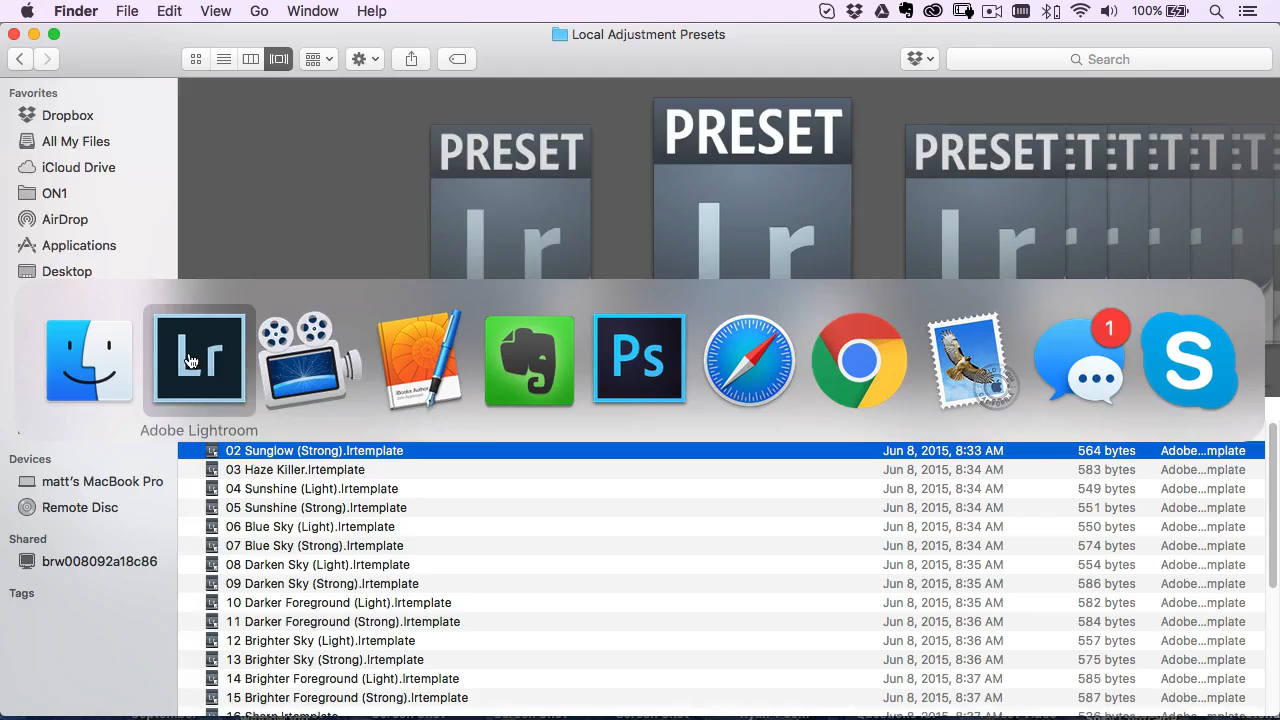 Finder File Edit View Go Window Help 100%
Local Adjustment Presets
Search
Favorites
Dropbox
All My Files
iCloud Drive
ON1
AirDrop
Applications
Desktop
PRESET PRESET PRESET
Lr Lr Lr
Lr Ps 1 S
Adobe Lightroom
Devices
matt's MacBook Pro
Remote Disc
Shared
brw008092a18c86
Tags
02 Sunglow (Strong).lrtemplate Jun 8, 2015, 8:33 AM 564 bytes Adobe...mplate
03 Haze Killer.lrtemplate Jun 8, 2015, 8:34 AM 583 bytes Adobe...mplate
04 Sunshine (Light).lrtemplate Jun 8, 2015, 8:34 AM 549 bytes Adobe...mplate
05 Sunshine (Strong).lrtemplate Jun 8, 2015, 8:34 AM 551 bytes Adobe...mplate
06 Blue Sky (Light).lrtemplate Jun 8, 2015, 8:34 AM 550 bytes Adobe...mplate
07 Blue Sky (Strong).lrtemplate Jun 8, 2015, 8:34 AM 574 bytes Adobe...mplate
08 Darken Sky (Light).lrtemplate Jun 8, 2015, 8:34 AM 554 bytes Adobe...mplate
09 Darken Sky (Strong).lrtemplate Jun 8, 2015, 8:34 AM 586 bytes Adobe...mplate
10 Darker Foreground (Light).lrtemplate Jun 8, 2015, 8:35 AM 582 bytes Adobe...mplate
11 Darker Foreground (Strong).lrtemplate Jun 8, 2015, 8:35 AM 584 bytes Adobe...mplate
12 Brighter Sky (Light).lrtemplate Jun 8, 2015, 8:36 AM 557 bytes Adobe...mplate
13 Brighter Sky (Strong).lrtemplate Jun 8, 2015, 8:36 AM 575 bytes Adobe...mplate
14 Brighter Foreground (Light).lrtemplate Jun 8, 2015, 8:37 AM 585 bytes Adobe...mplate
15 Brighter Foreground (Strong).lrtemplate Jun 8, 2015, 8:37 AM 587 bytes Adobe...mplate